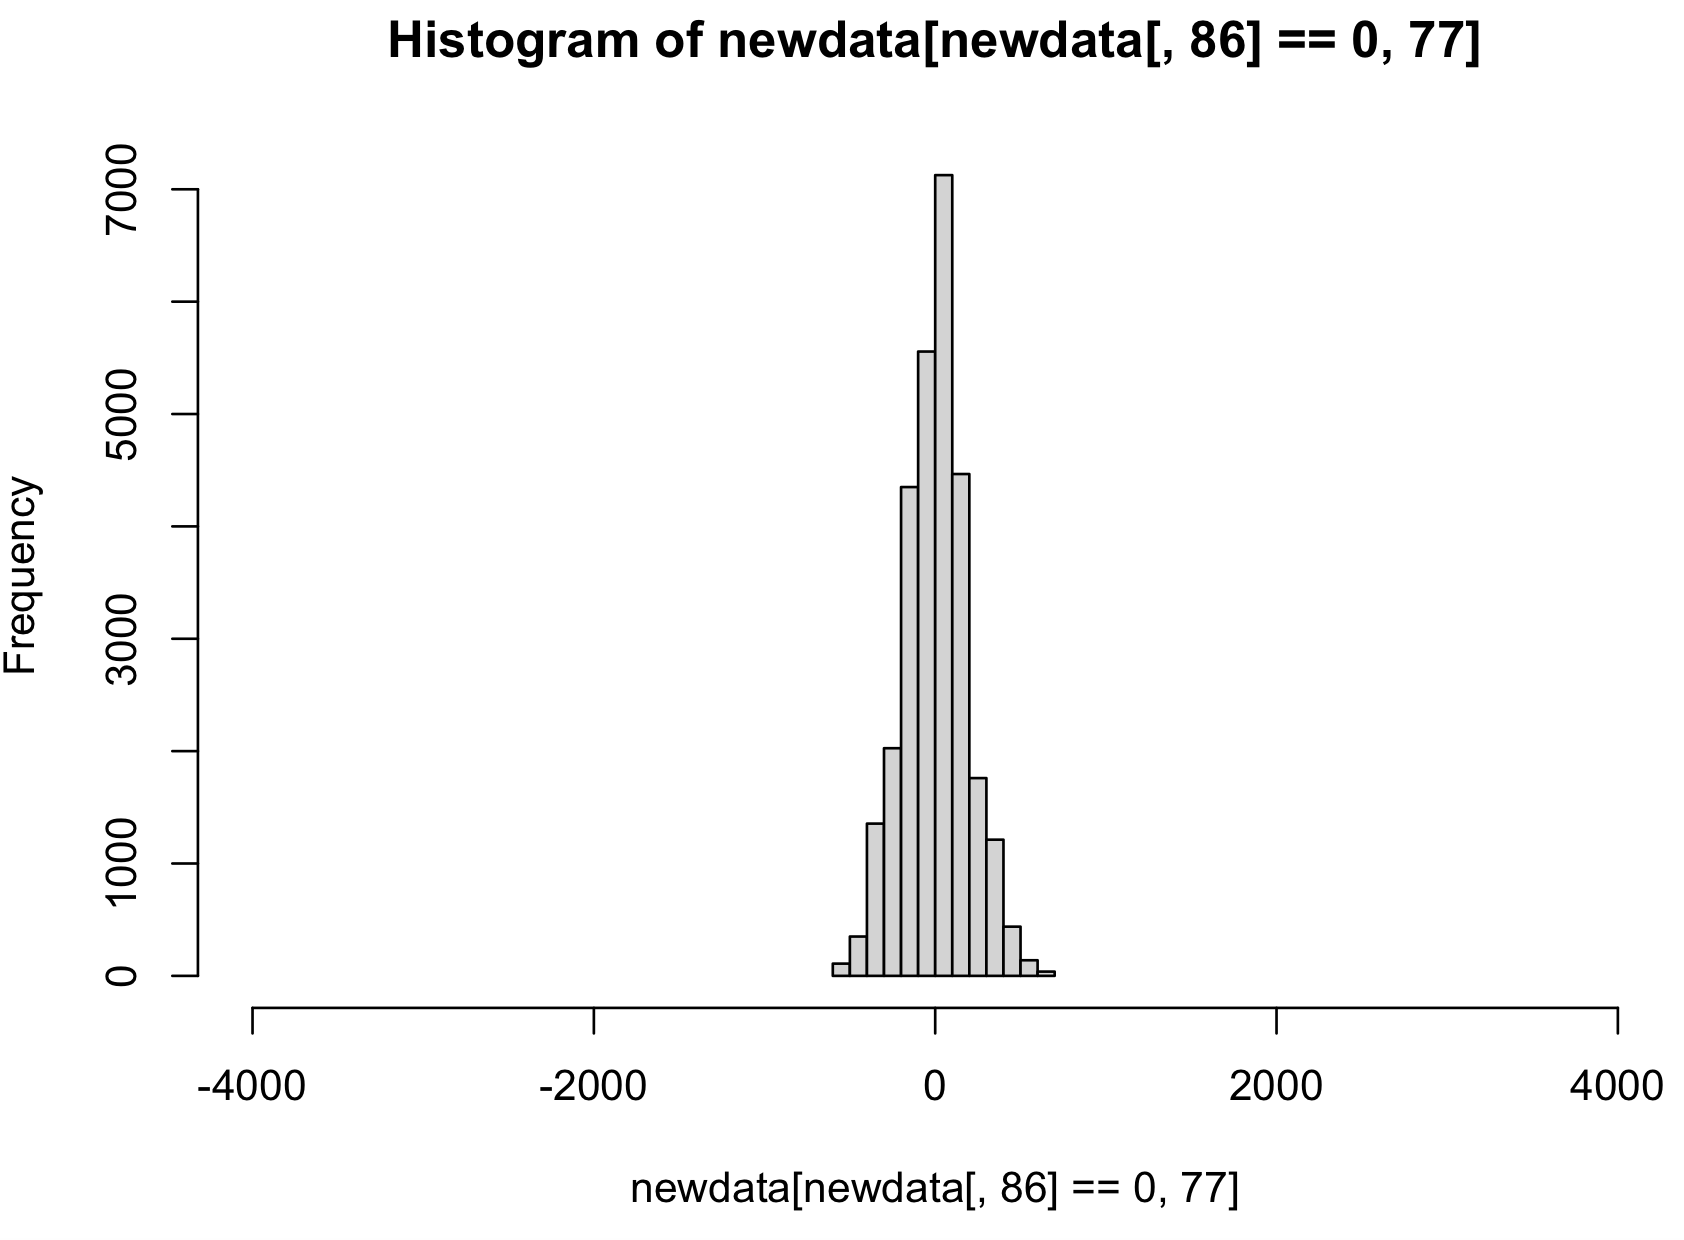 Histogram of newdata[newdata[, 86] == 0, 77]
Frequency
7000
5000
3000
1000
0
-4000 -2000 0 2000 4000
newdata[newdata[, 86] == 0, 77]